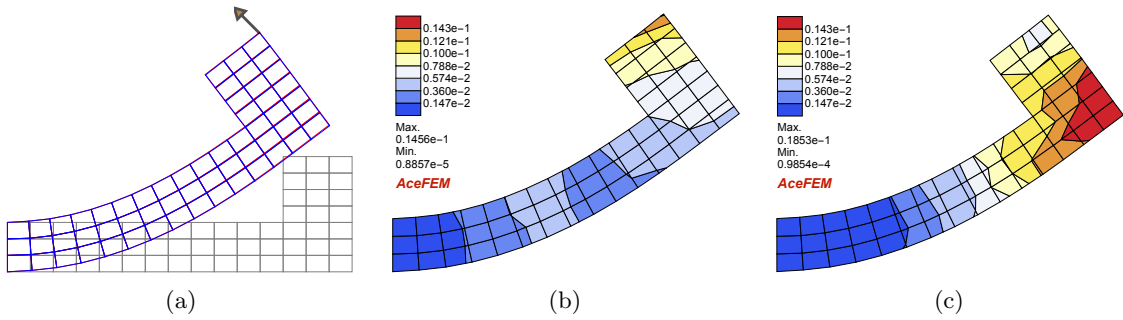 0.143e-1
0.121e-1
0.100e-1
0.788e-2
0.574e-2
0.360e-2
0.147e-2
Max.
0.1456e-1
Min.
0.8857e-5
AceFEM
0.143e-1
0.121e-1
0.100e-1
0.788e-2
0.574e-2
0.360e-2
0.147e-2
Max.
0.1853e-1
Min.
0.9854e-4
AceFEM
(a)
(b)
(c)